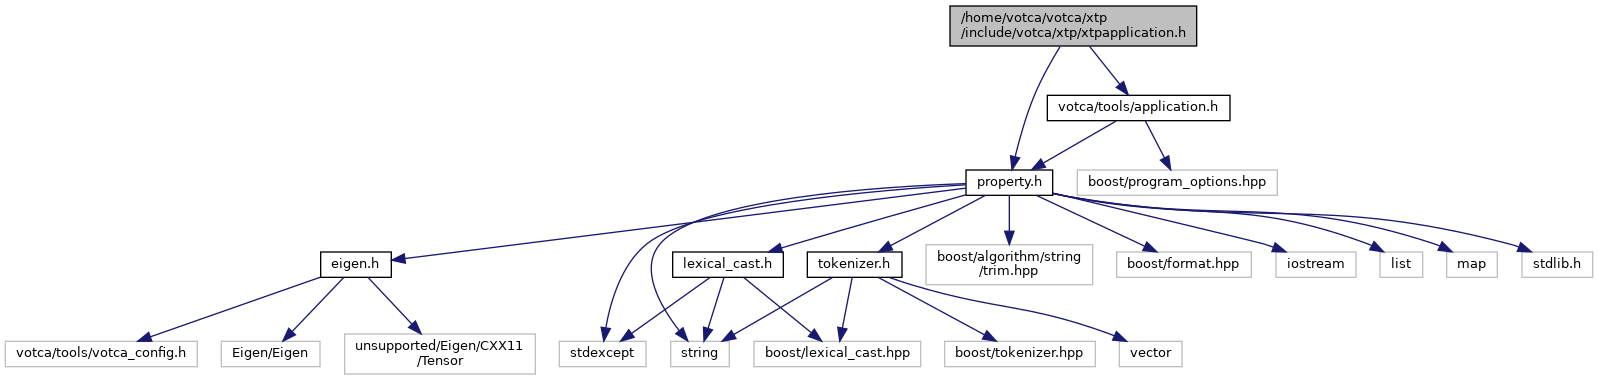 /home/votca/votca/xtp
/include/votca/xtp/xtpapplication.h
votca/tools/application.h
property.h
boost/program_options.hpp
eigen.h
lexical_cast.h
tokenizer.h
boost/algorithm/string
/trim.hpp
boost/format.hpp
iostream
list
map
stdlib.h
votca/tools/votca_config.h
Eigen/Eigen
unsupported/Eigen/CXX11
/Tensor
stdexcept
string
boost/lexical_cast.hpp
boost/tokenizer.hpp
vector